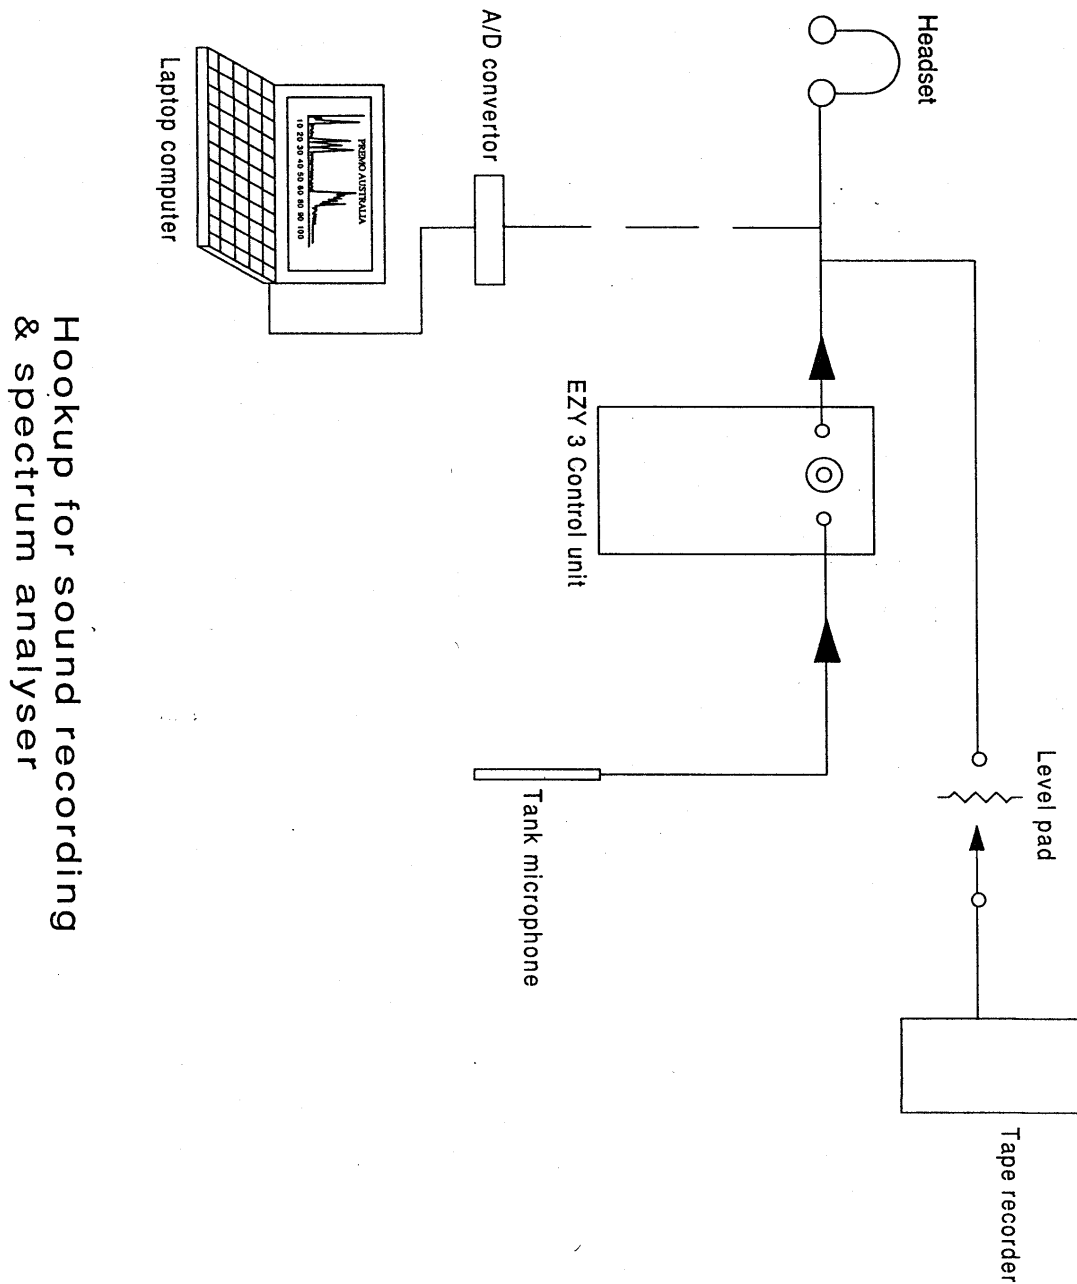 Level pad
Tape recorder
Headset
EZY 3 Control unit
Tank microphone
A/D convertor
PREMO AUSTRALIA
10 20 30 40 50 60 80 90 100
Laptop computer
Hookup for sound recording
& spectrum analyser